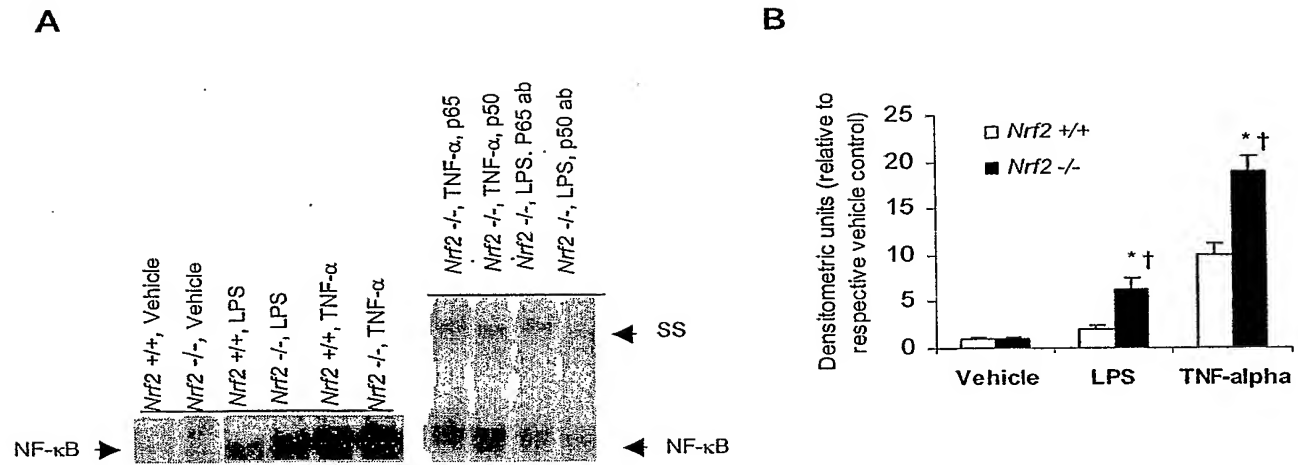 A
Nrf2 +/+, Vehicle
Nrf2 -/-, Vehicle
Nrf2 +/+, LPS
Nrf2 -/-, LPS
Nrf2 +/+, TNF-α
Nrf2 -/-, TNF-α
NF-κB
Nrf2 -/-, TNF-α, p65
Nrf2 -/-, TNF-α, p50
Nrf2 -/-, LPS. P65 ab
Nrf2 -/-, LPS, p50 ab
SS
NF-κB
B
Densitometric units (relative to
respective vehicle control)
25
20
15
10
5
0
Nrf2 +/+
Nrf2 -/-
* †
* †
Vehicle
LPS
TNF-alpha